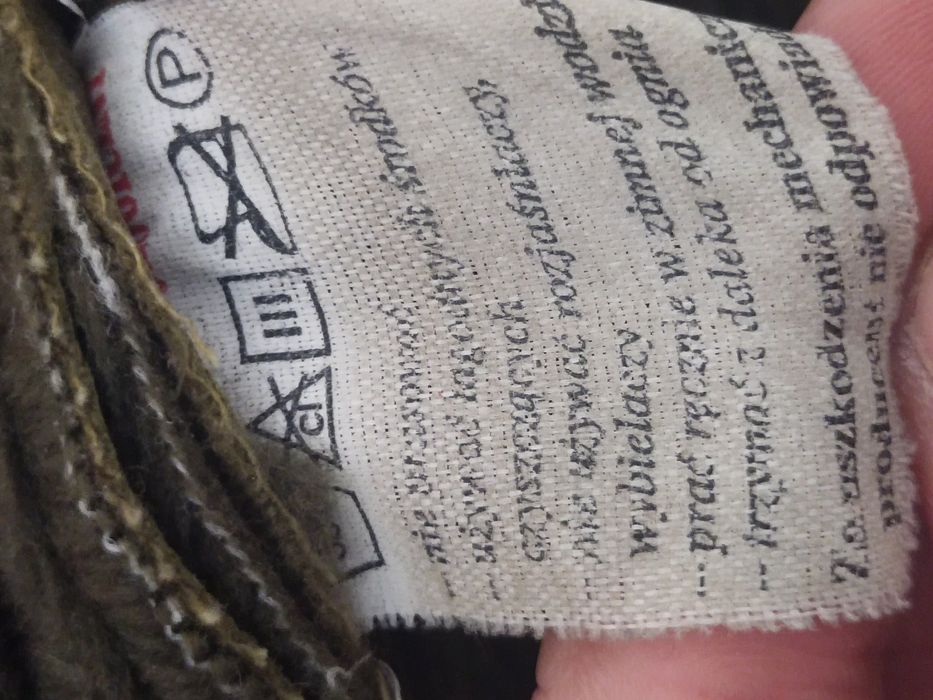 P
CL
--- nie prasować
--- używać łagodnych środków
czyszczących
--- nie używać rozjaśniaczy,
wybielaczy
--- prać ręcznie w zimnej wodzie
--- trzymać z daleka od ognia
Za uszkodzenia mechaniczne
producent nie odpowiada